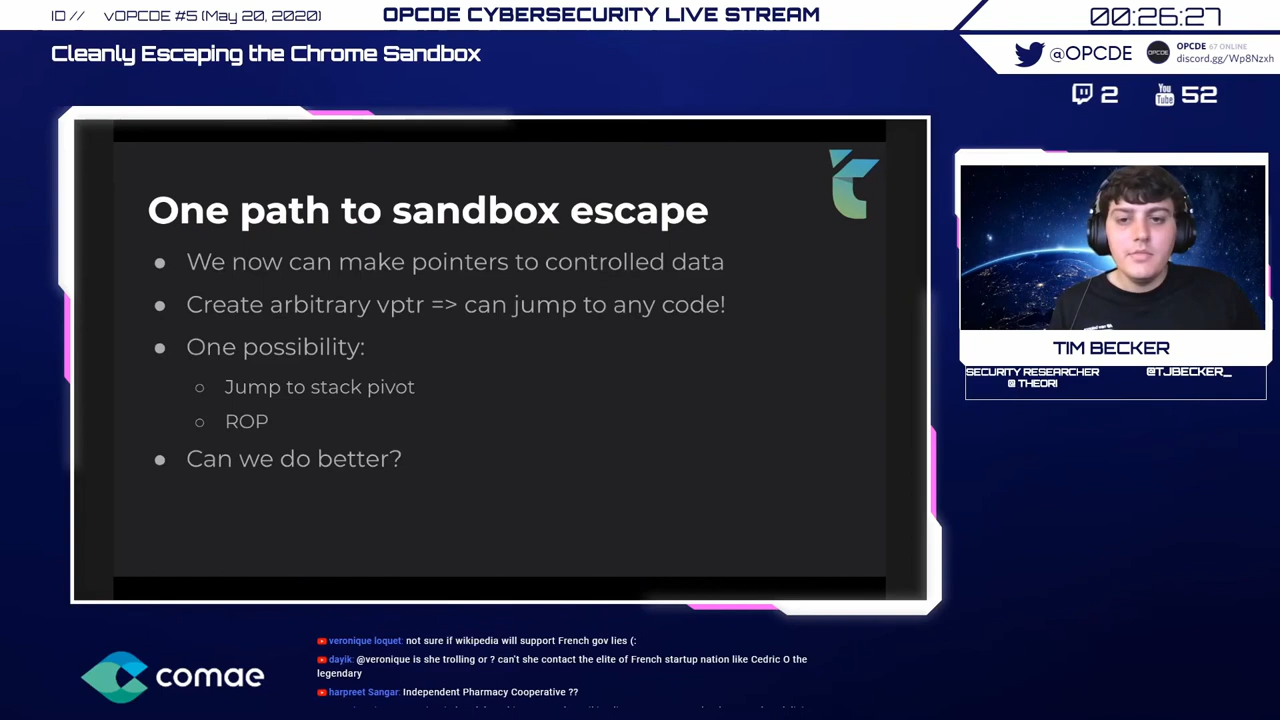 ID // vOPCDE #5 (May 20, 2020)
OPCDE CYBERSECURITY LIVE STREAM
00:26:27
Cleanly Escaping the Chrome Sandbox
@OPCDE
OPCDE 67 ONLINE
discord.gg/Wp8Nzxh
2
You Tube 52
One path to sandbox escape
● We now can make pointers to controlled data
● Create arbitrary vptr => can jump to any code!
● One possibility:
○ Jump to stack pivot
○ ROP
● Can we do better?
TIM BECKER
SECURITY RESEARCHER
@ THEORI
@TJBECKER_
comae
veronique loquet: not sure if wikipedia will support French gov lies (:
dayik: @veronique is she trolling or ? can't she contact the elite of French startup nation like Cedric O the
legendary
harpreet Sangar: Independent Pharmacy Cooperative ??